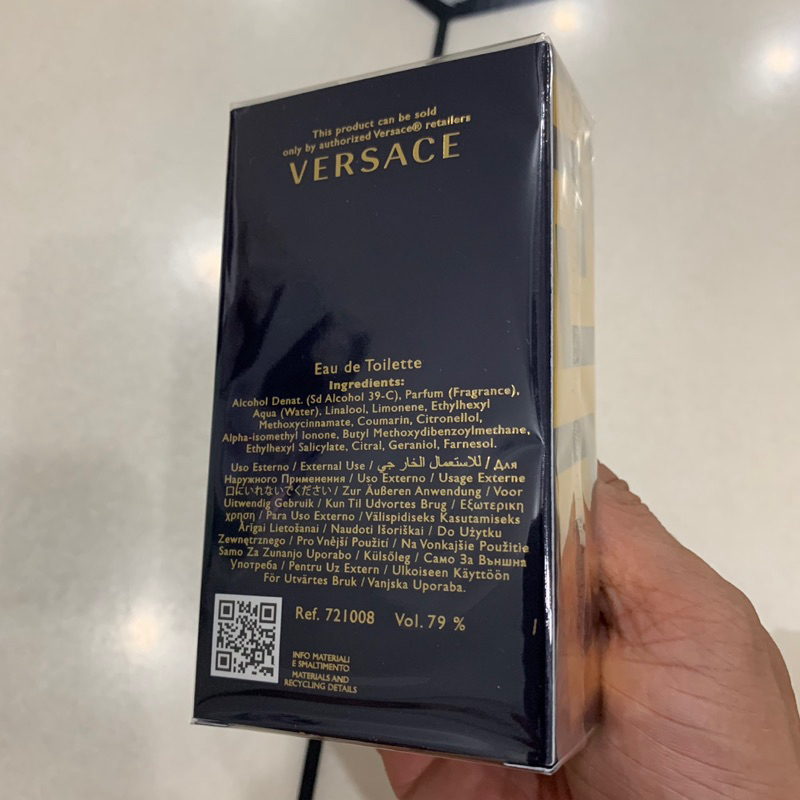 This product can be sold
only by authorized Versace® retailers
VERSACE
Eau de Toilette
Ingredients:
Alcohol Denat. (Sd Alcohol 39-C), Parfum (Fragrance),
Aqua (Water), Linalool, Limonene, Ethylhexyl
Methoxycinnamate, Coumarin, Citronellol,
Alpha-isomethyl Ionone, Butyl Methoxydibenzoylmethane,
Ethylhexyl Salicylate, Citral, Geraniol, Farnesol.
Uso Esterno / External Use / للاستعمال الخارجي / Для
Наружного Применения / Uso Externo / Usage Externe
口にいれないでください / Zur Äußeren Anwendung / Voor
Uitwendig Gebruik / Kun Til Udvortes Brug / Εξωτερικη
χρηση / Para Uso Externo / Välispidiseks Kasutamiseks
Ārīgai Lietošanai / Naudoti Išoriškai / Do Użytku
Zewnętrznego / Pro Vnější Použití / Na Vonkajšie Použitie
Samo Za Zunanjo Uporabo / Külsőleg / Само За Външна
Употреба / Pentru Uz Extern / Ulkoiseen Käyttöön
För Utvärtes Bruk / Vanjska Uporaba.
Ref. 721008 Vol. 79 %
INFO MATERIALI
E SMALTIMENTO
MATERIALS AND
RECYCLING DETAILS